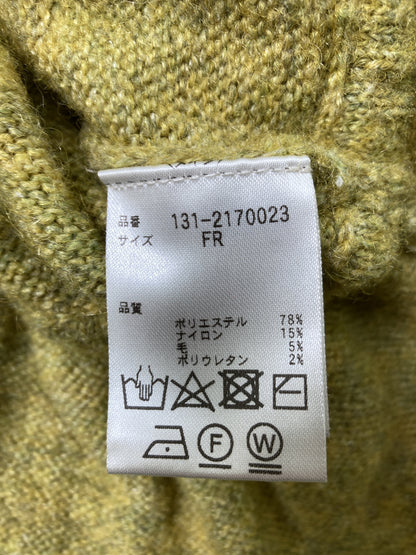 品番 131-2170023
サイズ FR
品質
ポリエステル 78%
ナイロン 15%
毛 5%
ポリウレタン 2%
F W